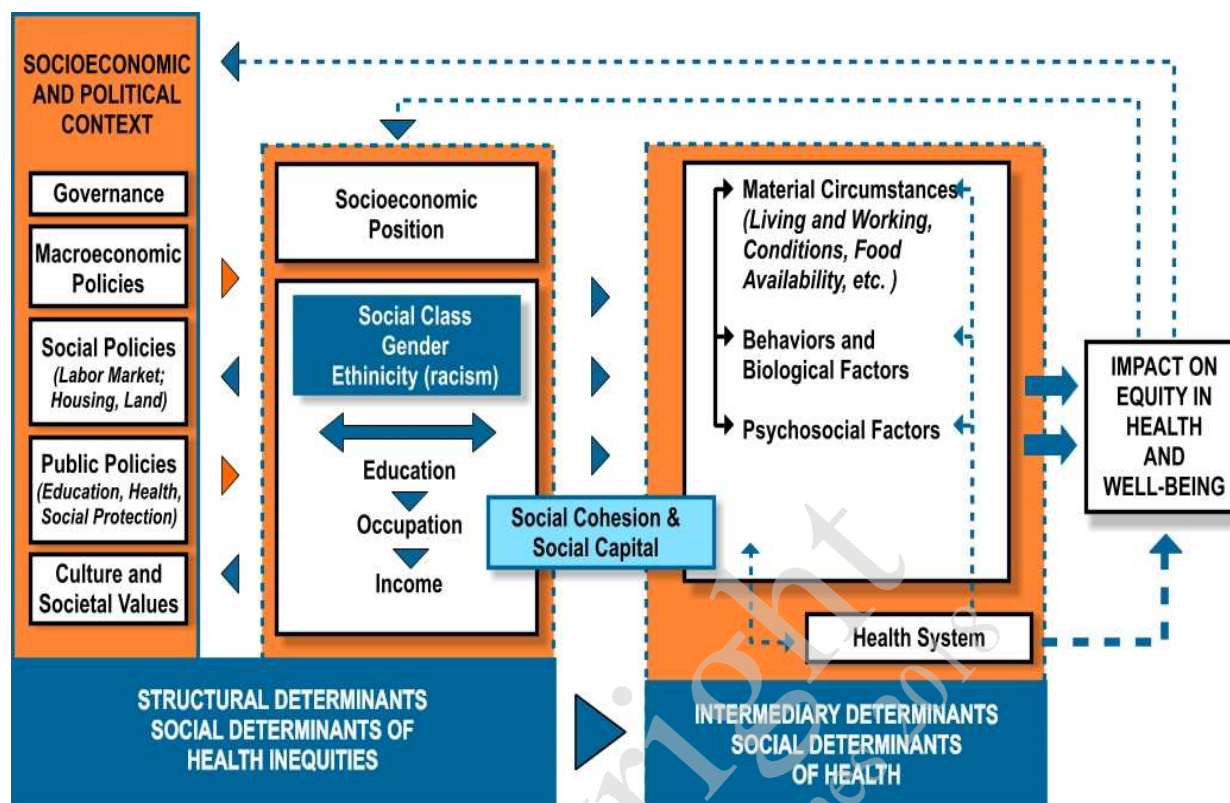 SOCIOECONOMIC
AND POLITICAL
CONTEXT
Governance
Macroeconomic
Policies
Social Policies
(Labor Market;
Housing, Land)
Public Policies
(Education, Health,
Social Protection)
Culture and
Societal Values
Socioeconomic
Position
Social Class
Gender
Ethinicity (racism)
Education
Occupation
Income
Social Cohesion &
Social Capital
Material Circumstances
(Living and Working,
Conditions, Food
Availability, etc. )
Behaviors and
Biological Factors
Psychosocial Factors
Health System
IMPACT ON
EQUITY IN
HEALTH
AND
WELL-BEING
STRUCTURAL DETERMINANTS
SOCIAL DETERMINANTS OF
HEALTH INEQUITIES
INTERMEDIARY DETERMINANTS
SOCIAL DETERMINANTS
OF HEALTH
right
2018